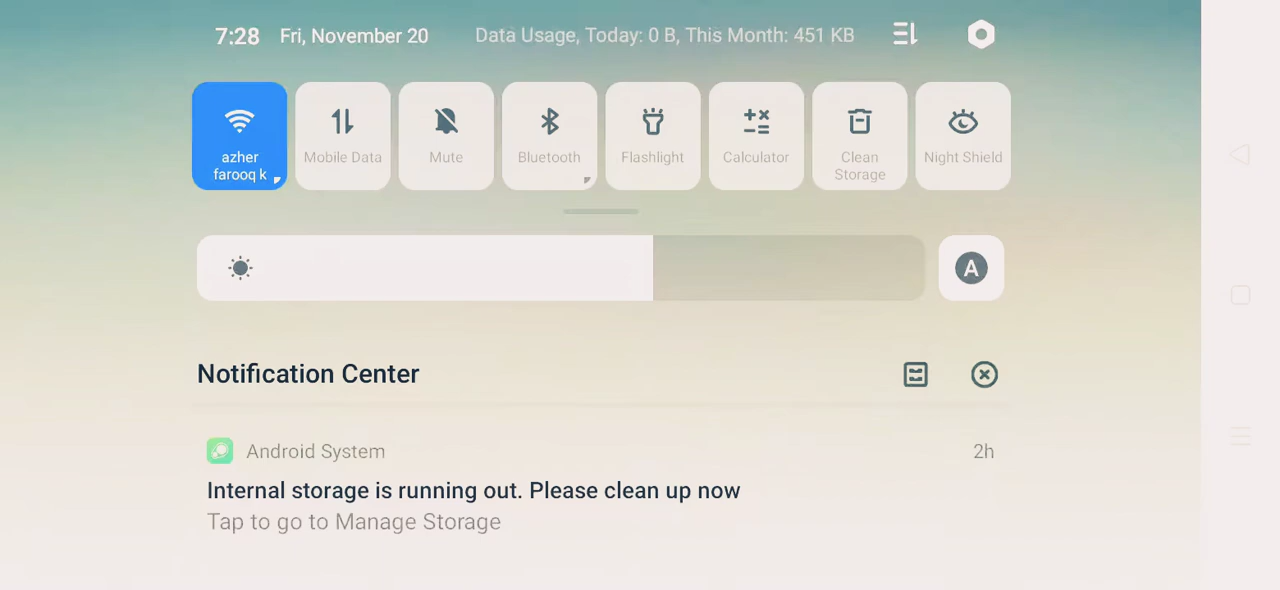 7:28 Fri, November 20 Data Usage, Today: 0 B, This Month: 451 KB
azher
farooq k
Mobile Data
Mute
Bluetooth
Flashlight
Calculator
Clean
Storage
Night Shield
A
Notification Center
Android System 2h
Internal storage is running out. Please clean up now
Tap to go to Manage Storage